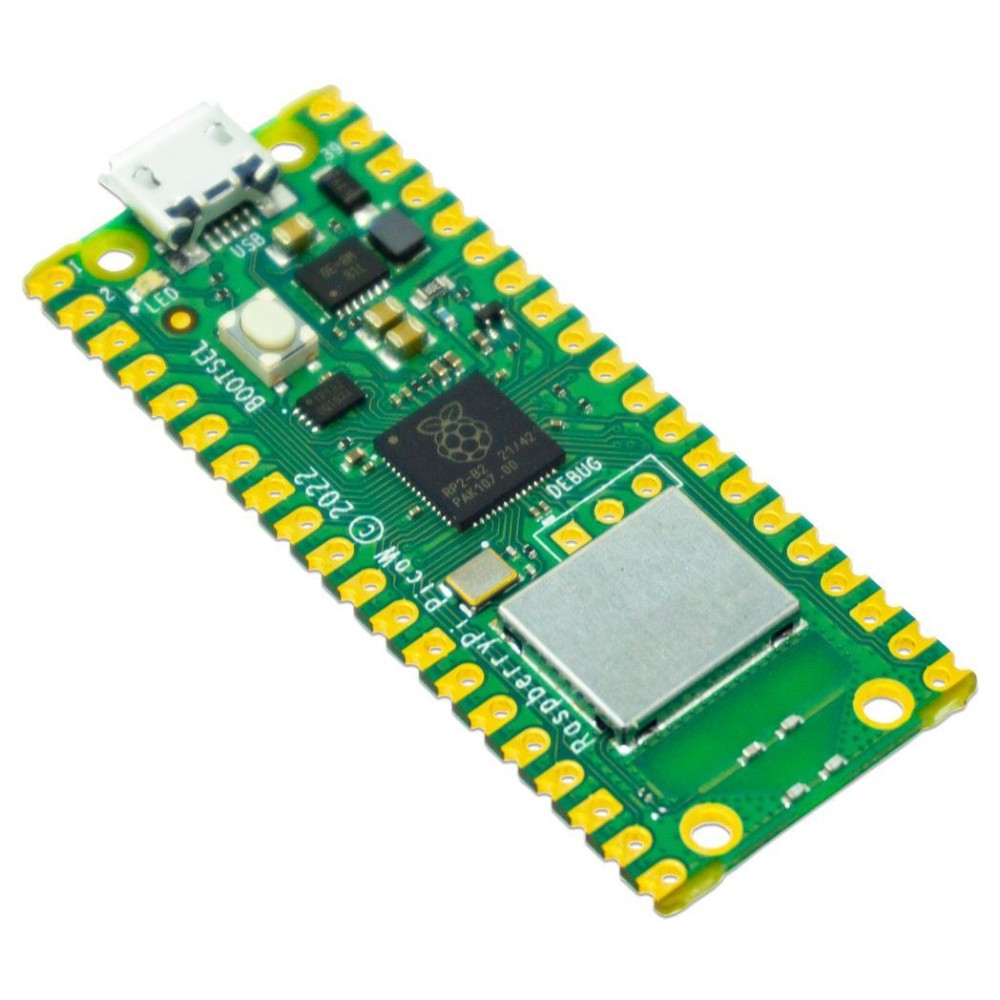 1
2
39
USB
LED
BOOTSEL
RP2-B2 21/42
PAK107.00
DEBUG
Raspberry Pi Pico W © 2022